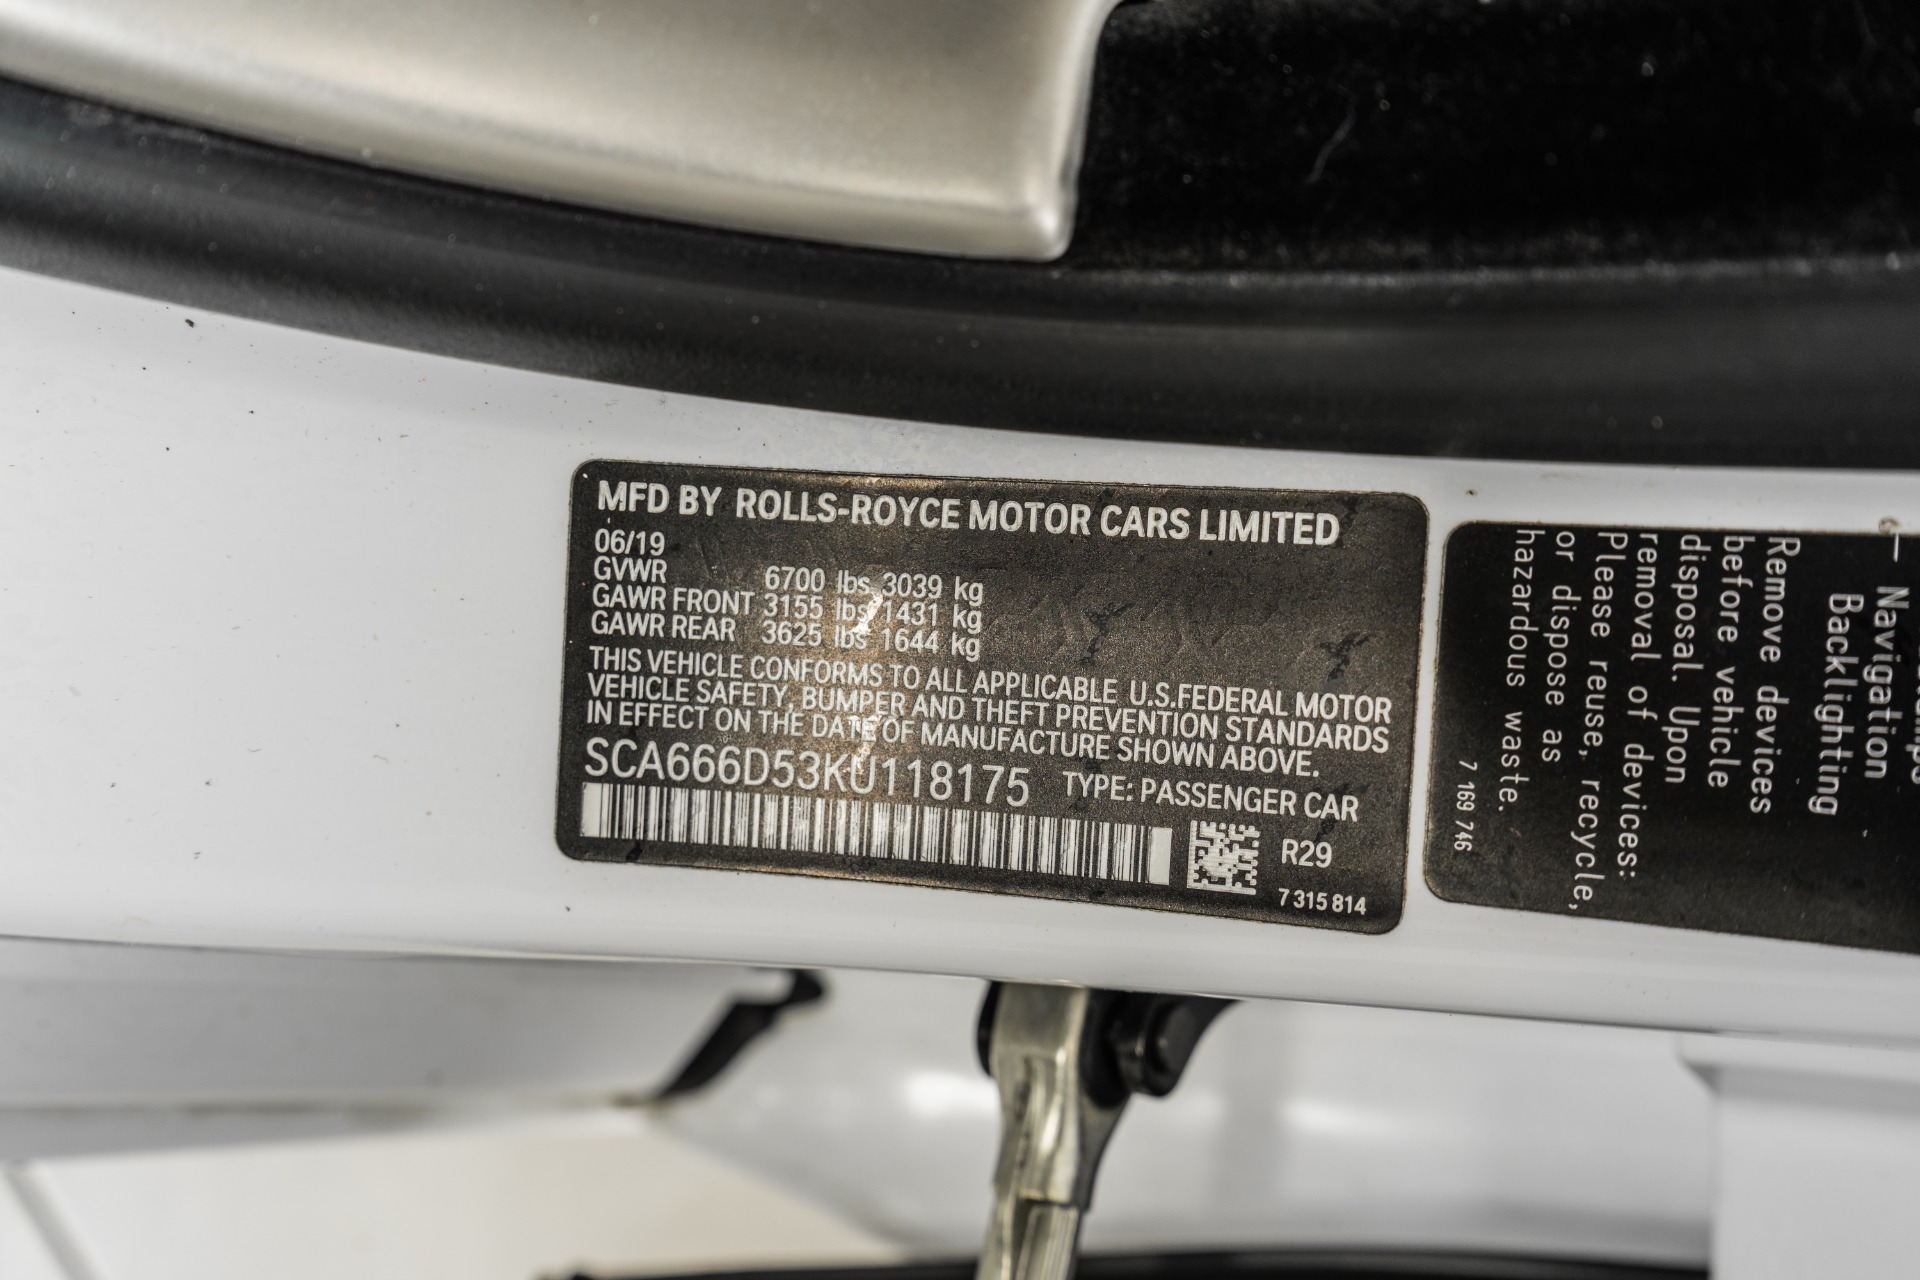 MFD BY ROLLS-ROYCE MOTOR CARS LIMITED
06/19
GVWR 6700 lbs 3039 kg
GAWR FRONT 3155 lbs 1431 kg
GAWR REAR 3625 lbs 1644 kg
THIS VEHICLE CONFORMS TO ALL APPLICABLE U.S.FEDERAL MOTOR
VEHICLE SAFETY, BUMPER AND THEFT PREVENTION STANDARDS
IN EFFECT ON THE DATE OF MANUFACTURE SHOWN ABOVE.
SCA666D53KU118175 TYPE: PASSENGER CAR
R29
7 315 814
Navigation
Backlighting
Remove devices
before vehicle
disposal. Upon
removal of devices:
Please reuse, recycle,
or dispose as
hazardous waste.
7 169 746